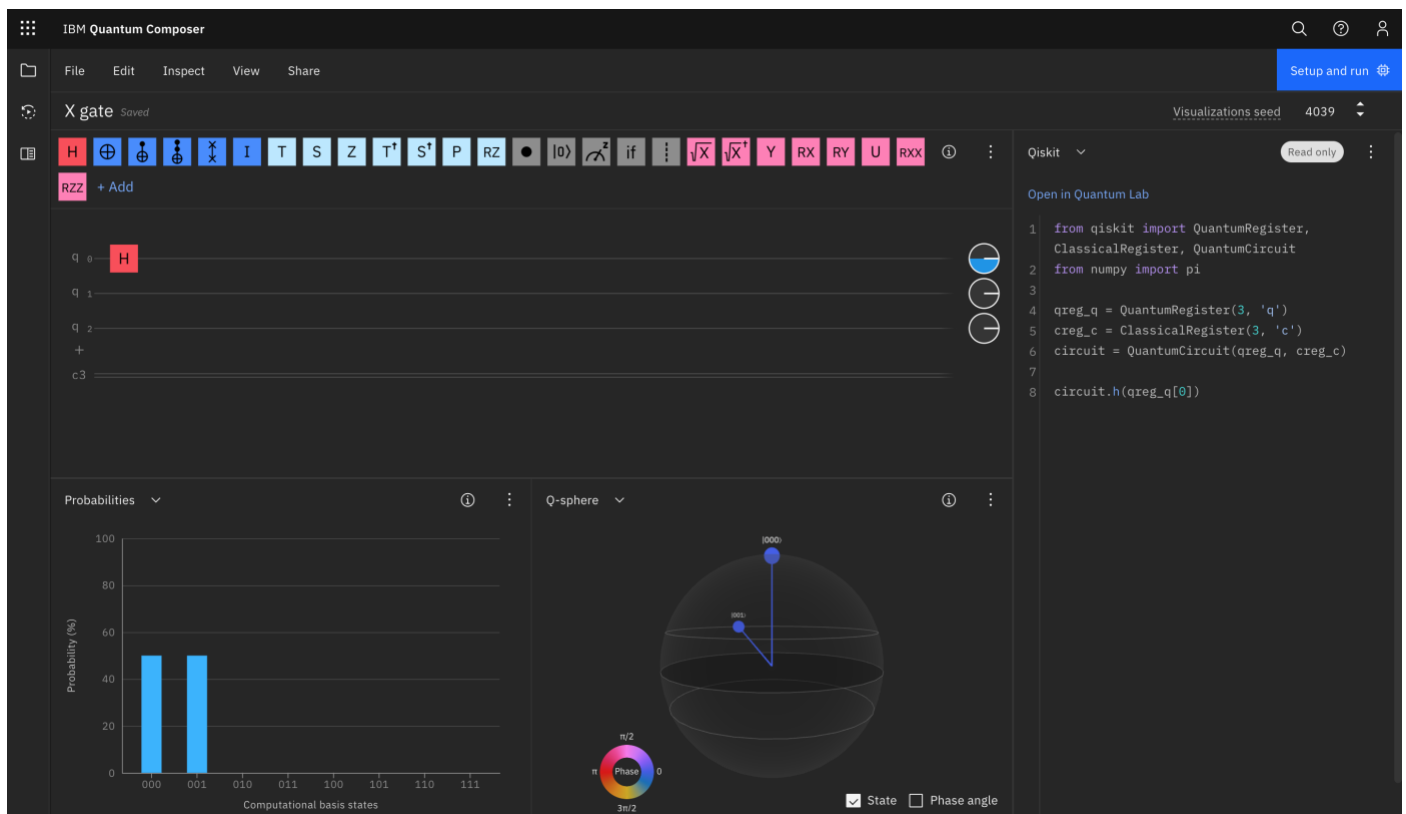 IBM Quantum Composer
File Edit Inspect View Share
Setup and run
X gate Saved
Visualizations seed 4039
H I T S Z T† S† P RZ |0⟩ z if √X √X† Y RX RY U RXX
RZZ + Add
q 0 H
q 1
q 2
+
c3
Qiskit
Read only
Open in Quantum Lab
1 from qiskit import QuantumRegister,
ClassicalRegister, QuantumCircuit
2 from numpy import pi
3
4 qreg_q = QuantumRegister(3, 'q')
5 creg_c = ClassicalRegister(3, 'c')
6 circuit = QuantumCircuit(qreg_q, creg_c)
7
8 circuit.h(qreg_q[0])
Probabilities
Probability (%)
100
80
60
40
20
0
000 001 010 011 100 101 110 111
Computational basis states
Q-sphere
|000⟩
|001⟩
π/2
π Phase 0
3π/2
State Phase angle